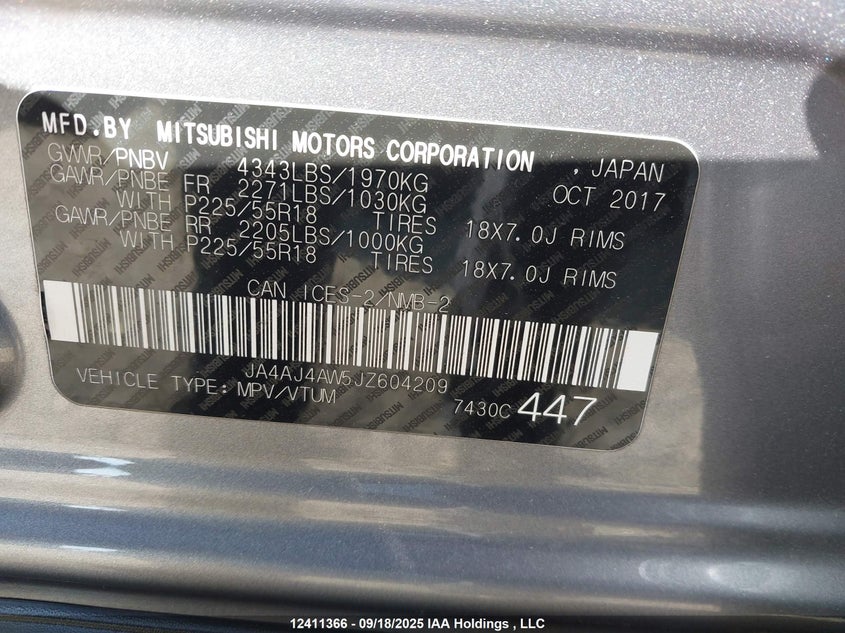 MFD.BY MITSUBISHI MOTORS CORPORATION , JAPAN
GVWR/PNBV 4343LBS/1970KG OCT 2017
GAWR/PNBE FR 2271LBS/1030KG
WITH P225/55R18 TIRES 18X7.0J RIMS
GAWR/PNBE RR 2205LBS/1000KG
WITH P225/55R18 TIRES 18X7.0J RIMS
CAN ICES-2/NMB-2
JA4AJ4AW5JZ604209
VEHICLE TYPE: MPV/VTUM 7430C 447
12411366 - 09/18/2025 IAA Holdings , LLC